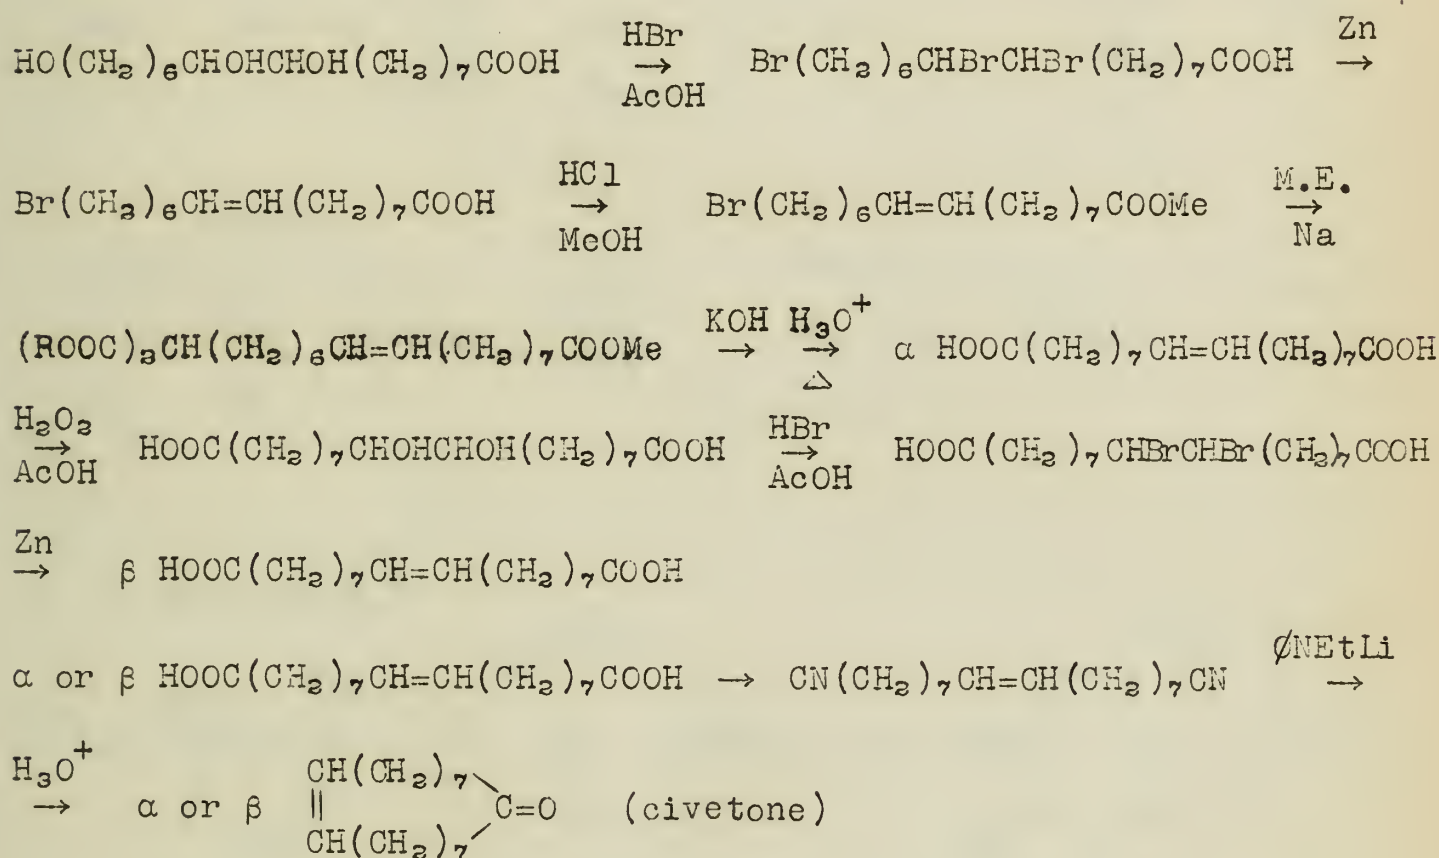 HBr Zn
HO(CH₂)₆CHOHCHOH(CH₂)₇COOH → Br(CH₂)₆CHBrCHBr(CH₂)₇COOH →
AcOH
HCl M.E.
Br(CH₂)₆CH=CH(CH₂)₇COOH → Br(CH₂)₆CH=CH(CH₂)₇COOMe →
MeOH Na
KOH H₃O⁺
(ROOC)₂CH(CH₂)₆CH=CH(CH₂)₇COOMe → → α HOOC(CH₂)₇CH=CH(CH₂)₇COOH
△
H₂O₂ HBr
→ HOOC(CH₂)₇CHOHCHOH(CH₂)₇COOH → HOOC(CH₂)₇CHBrCHBr(CH₂)₇COOH
AcOH AcOH
Zn
→ β HOOC(CH₂)₇CH=CH(CH₂)₇COOH
ØNEtLi
α or β HOOC(CH₂)₇CH=CH(CH₂)₇COOH → CN(CH₂)₇CH=CH(CH₂)₇CN →
H₃O⁺ CH(CH₂)₇
→ α or β || C=O (civetone)
CH(CH₂)₇